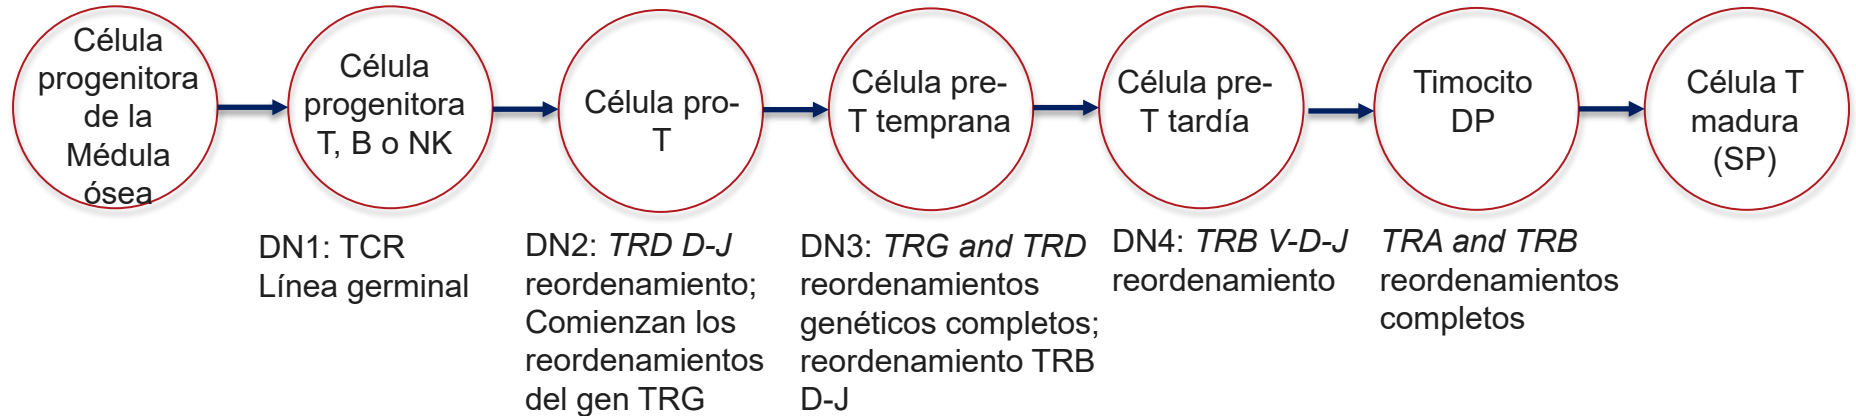 Célula
progenitora
de la
Médula
ósea
Célula
progenitora
T, B o NK
Célula pro-
T
Célula pre-
T temprana
Célula pre-
T tardía
Timocito
DP
Célula T
madura
(SP)
DN1: TCR
Línea germinal
DN2: TRD D-J
reordenamiento;
Comienzan los
reordenamientos
del gen TRG
DN3: TRG and TRD
reordenamientos
genéticos completos;
reordenamiento TRB
D-J
DN4: TRB V-D-J
reordenamiento
TRA and TRB
reordenamientos
completos